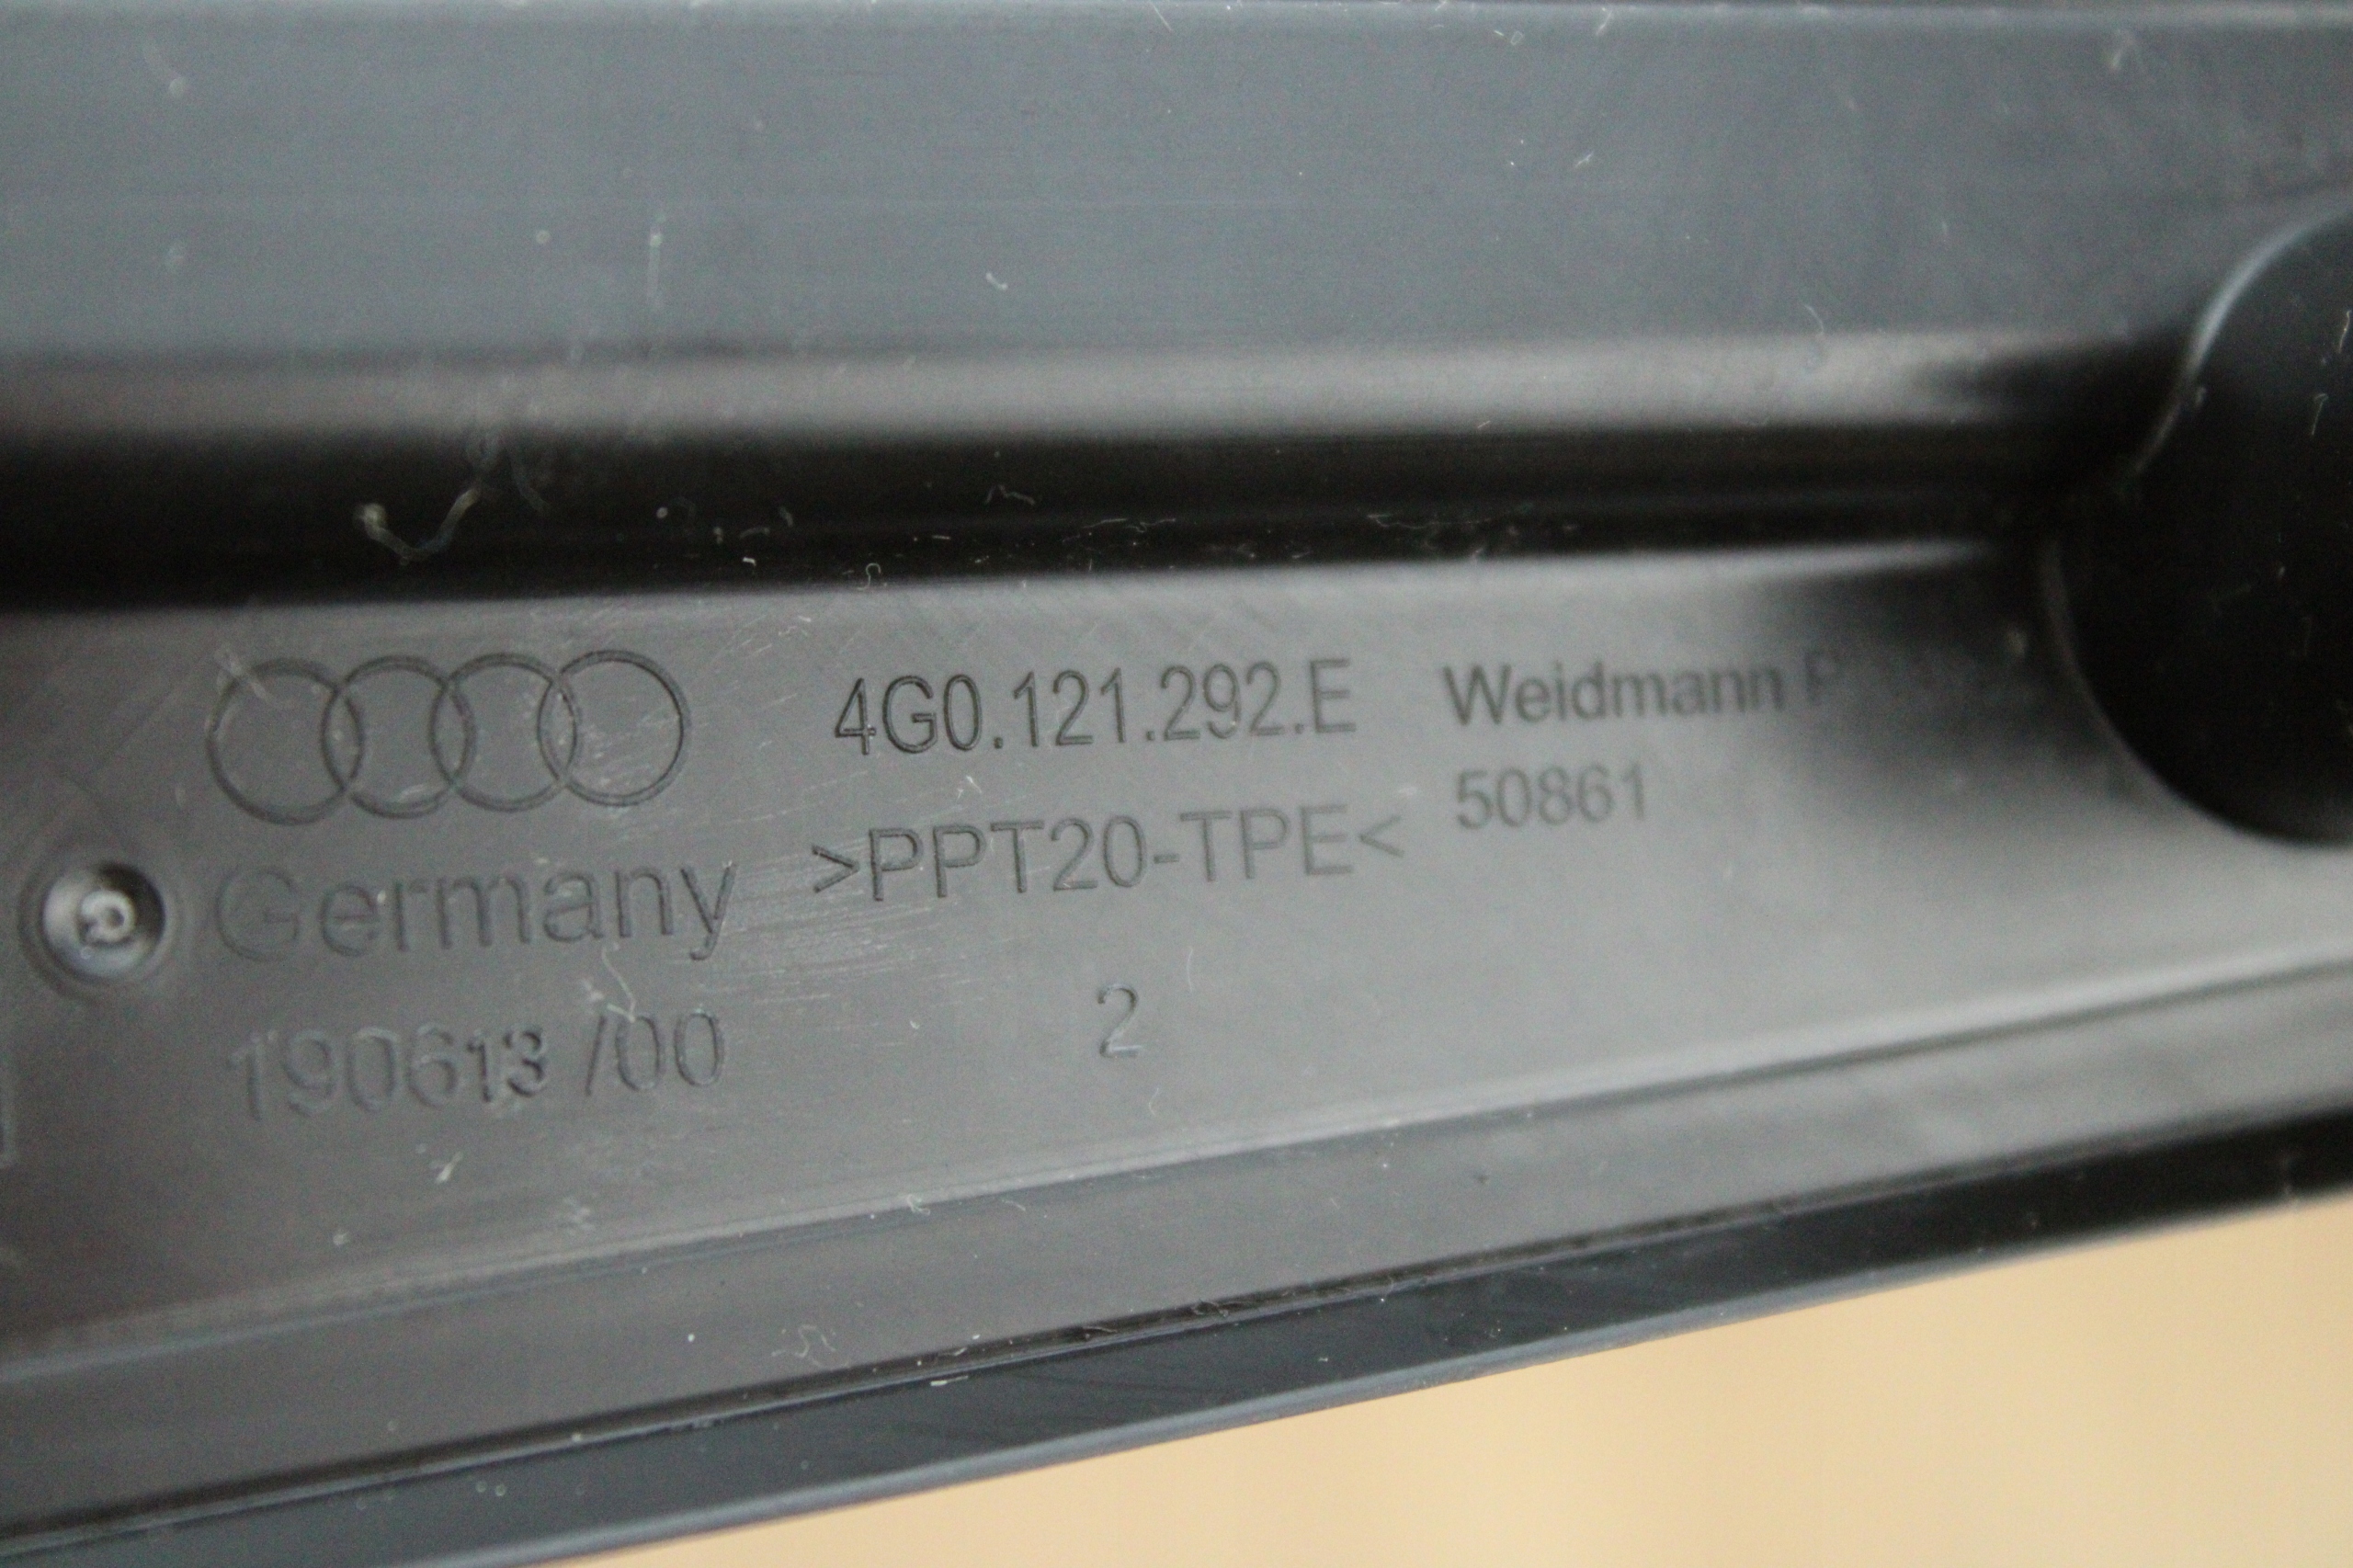 4G0.121.292.E
Weidmann P
>PPT20-TPE<
50861
Germany
190613 /00
2